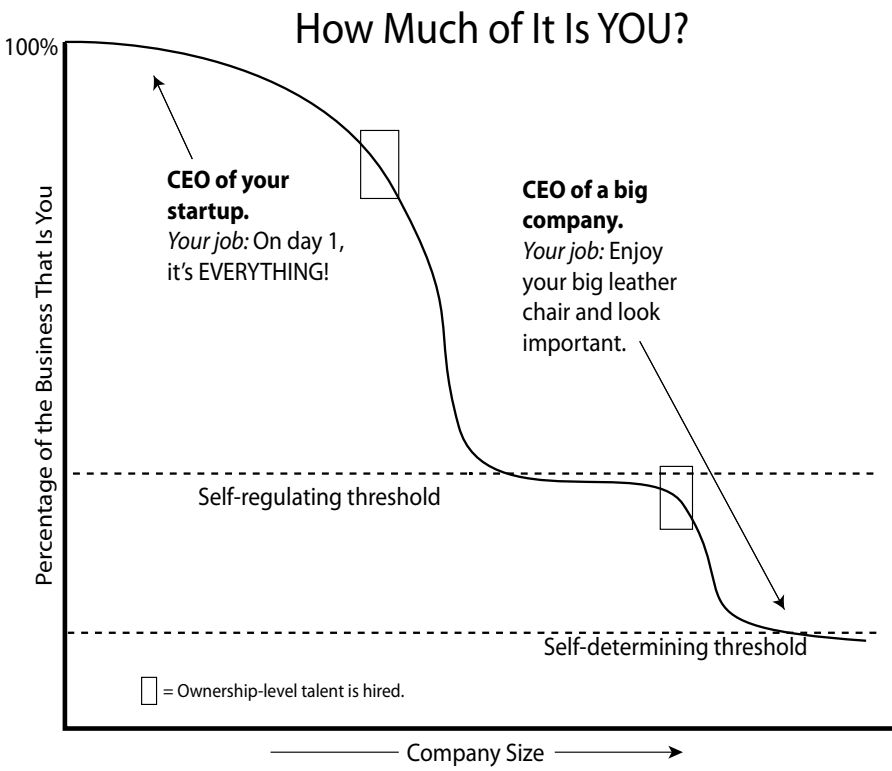 How Much of It Is YOU?
100%
Percentage of the Business That Is You
CEO of your
startup.
Your job: On day 1,
it's EVERYTHING!
CEO of a big
company.
Your job: Enjoy
your big leather
chair and look
important.
Self-regulating threshold
Self-determining threshold
= Ownership-level talent is hired.
Company Size